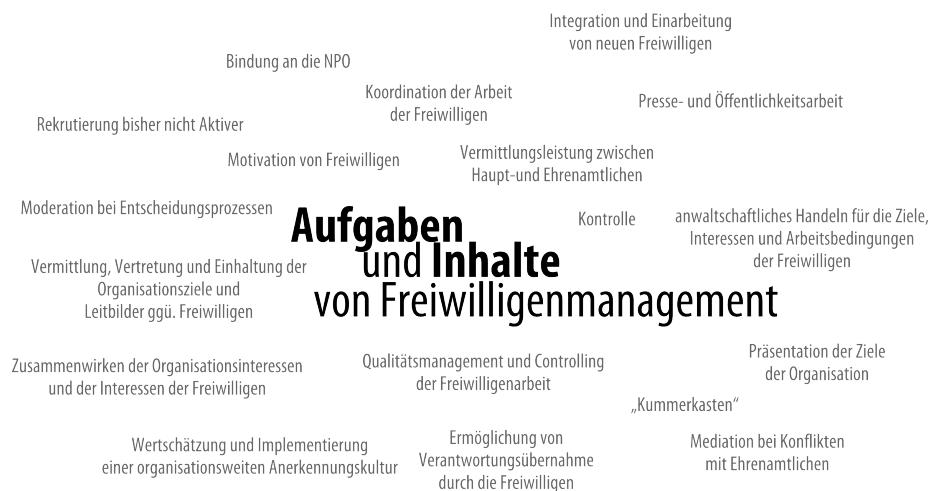 Integration und Einarbeitung
von neuen Freiwilligen
Bindung an die NPO
Koordination der Arbeit
der Freiwilligen
Presse- und Öffentlichkeitsarbeit
Rekrutierung bisher nicht Aktiver
Motivation von Freiwilligen
Vermittlungsleistung zwischen
Haupt-und Ehrenamtlichen
Moderation bei Entscheidungsprozessen
Kontrolle
anwaltschaftliches Handeln für die Ziele,
Interessen und Arbeitsbedingungen
der Freiwilligen
Aufgaben
und Inhalte
von Freiwilligenmanagement
Vermittlung, Vertretung und Einhaltung der
Organisationsziele und
Leitbilder ggü. Freiwilligen
Zusammenwirken der Organisationsinteressen
und der Interessen der Freiwilligen
Qualitätsmanagement und Controlling
der Freiwilligenarbeit
Präsentation der Ziele
der Organisation
„Kummerkasten“
Wertschätzung und Implementierung
einer organisationsweiten Anerkennungskultur
Ermöglichung von
Verantwortungsübernahme
durch die Freiwilligen
Mediation bei Konflikten
mit Ehrenamtlichen